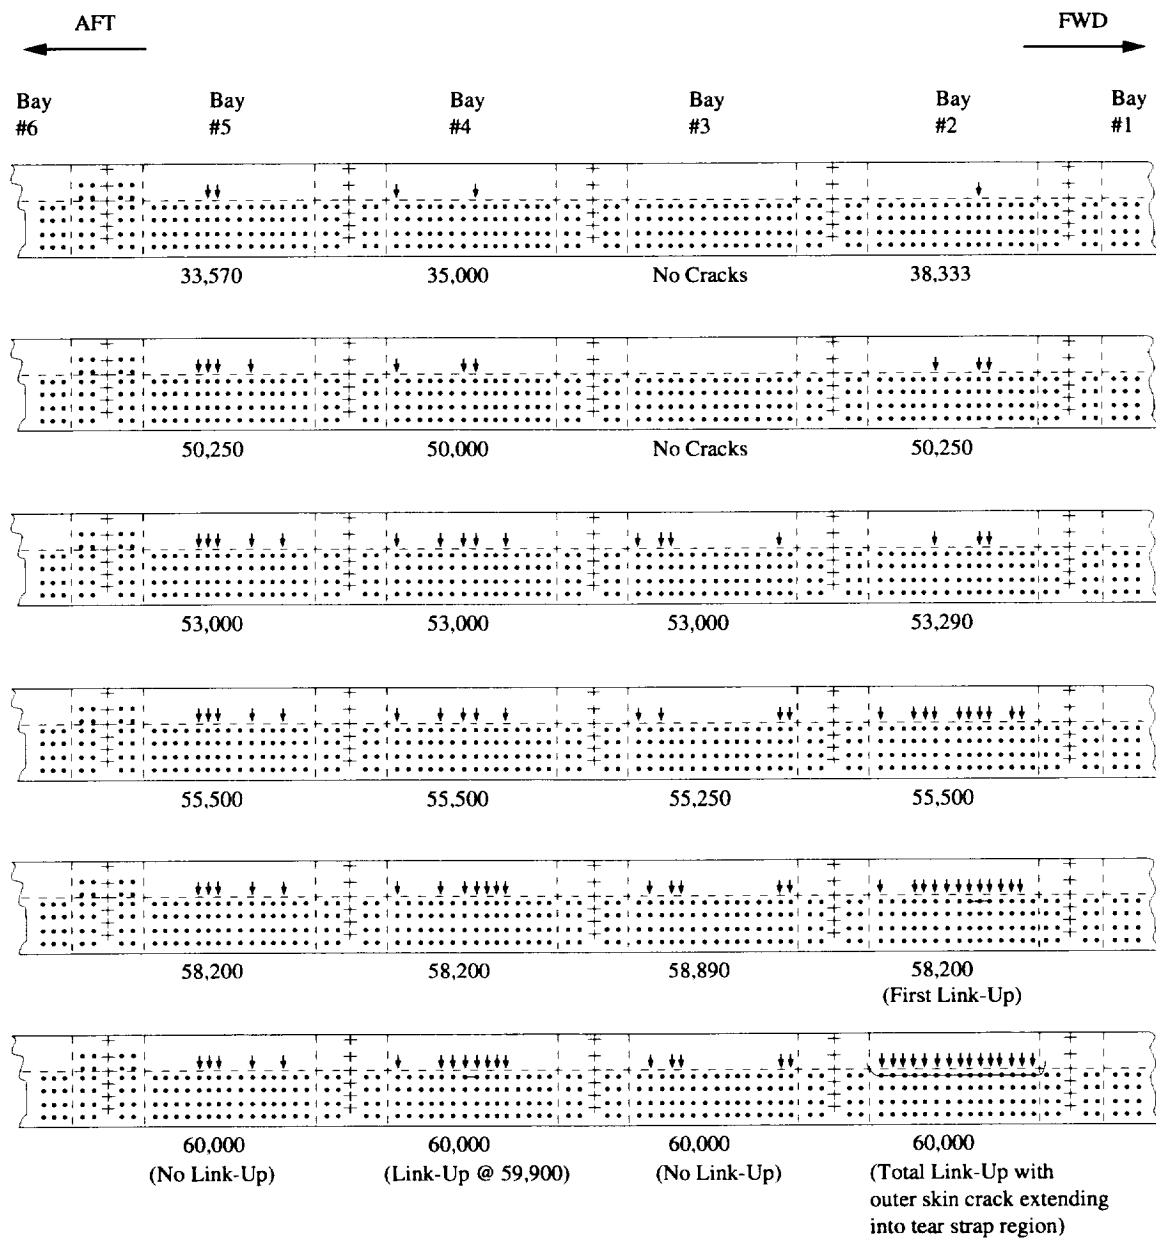 AFT
FWD
Bay
#6
Bay
#5
Bay
#4
Bay
#3
Bay
#2
Bay
#1
33,570
35,000
No Cracks
38,333
50,250
50,000
No Cracks
50,250
53,000
53,000
53,000
53,290
55,500
55,500
55,250
55,500
58,200
58,200
58,890
58,200
(First Link-Up)
60,000
(No Link-Up)
60,000
(Link-Up @ 59,900)
60,000
(No Link-Up)
60,000
(Total Link-Up with
outer skin crack extending
into tear strap region)